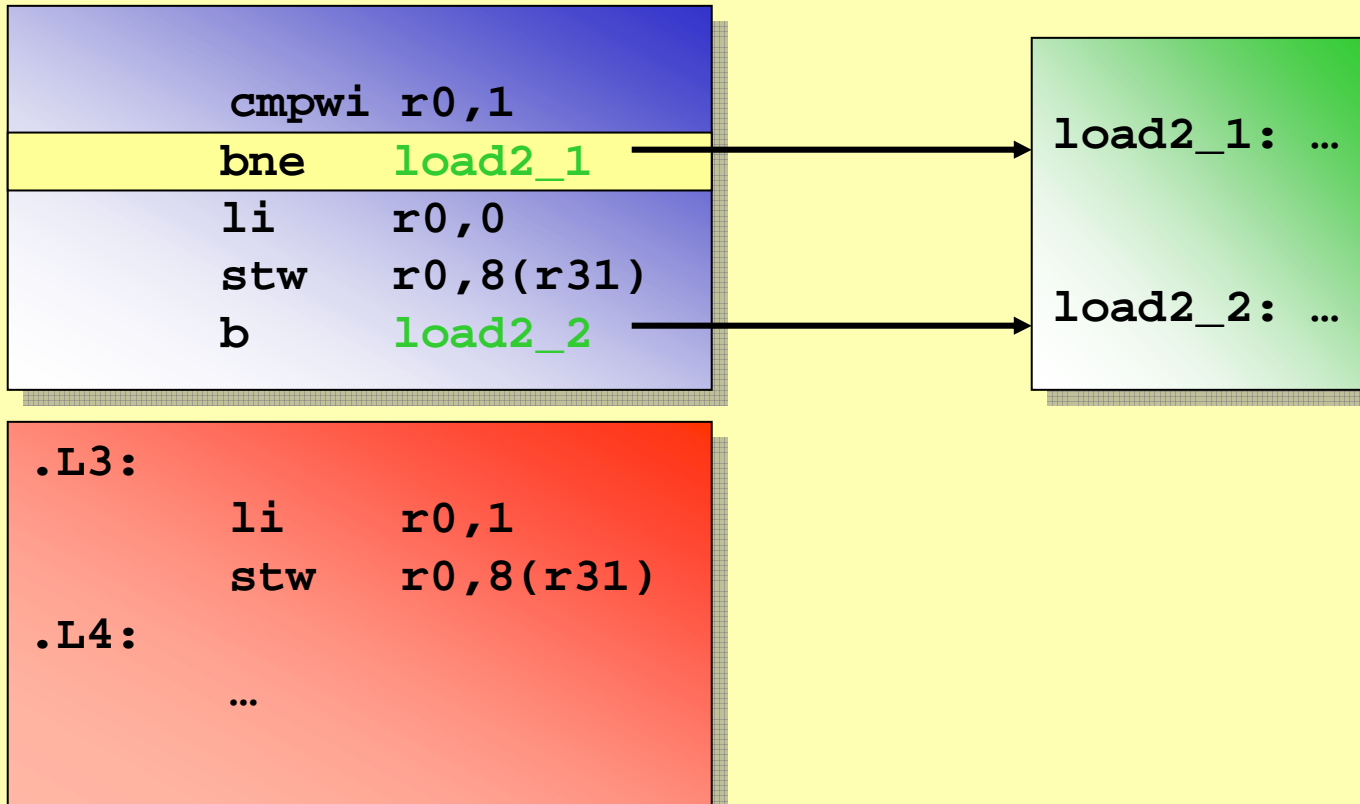 cmpwi r0,1
bne load2_1
li r0,0
stw r0,8(r31)
b load2_2
load2_1: …
load2_2: …
.L3:
li r0,1
stw r0,8(r31)
.L4:
…